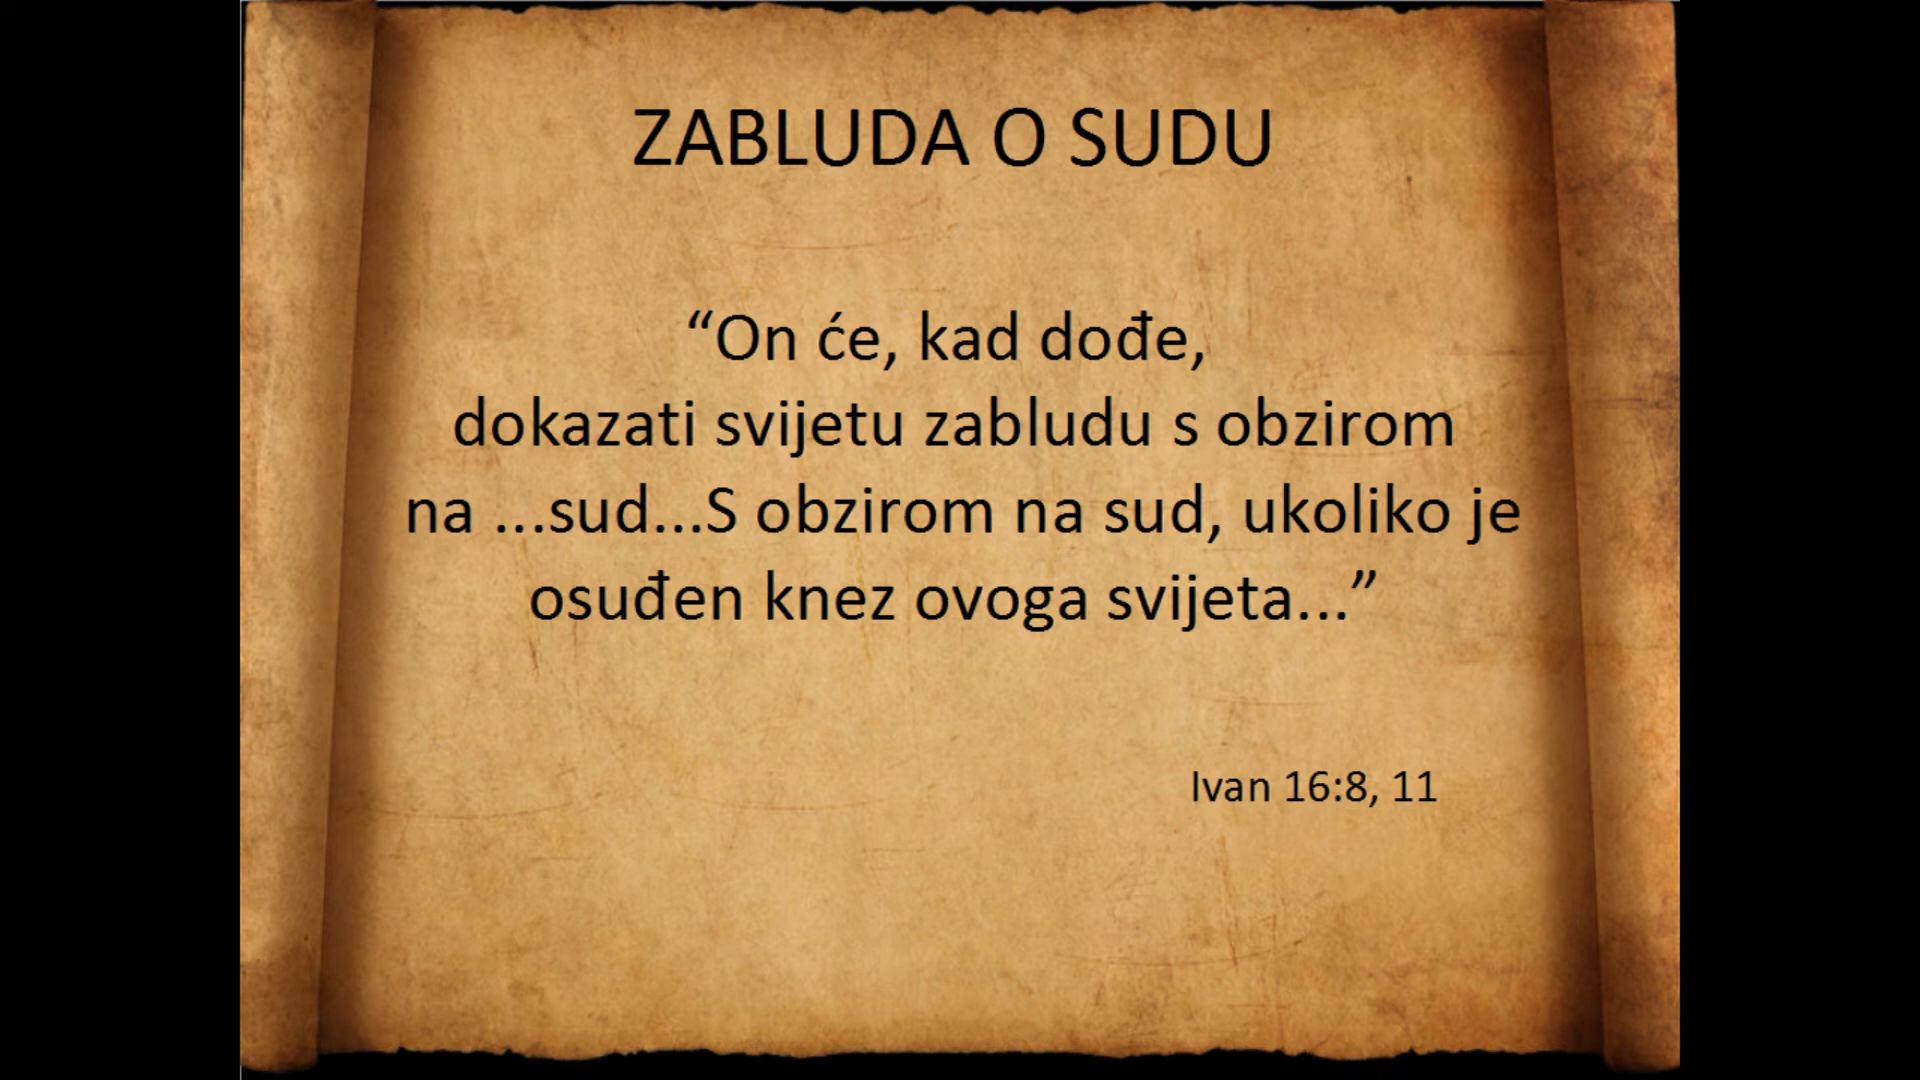 ZABLUDA O SUDU
“On će, kad dođe,
dokazati svijetu zabludu s obzirom
na ...sud...S obzirom na sud, ukoliko je
osuđen knez ovoga svijeta...”
Ivan 16:8, 11